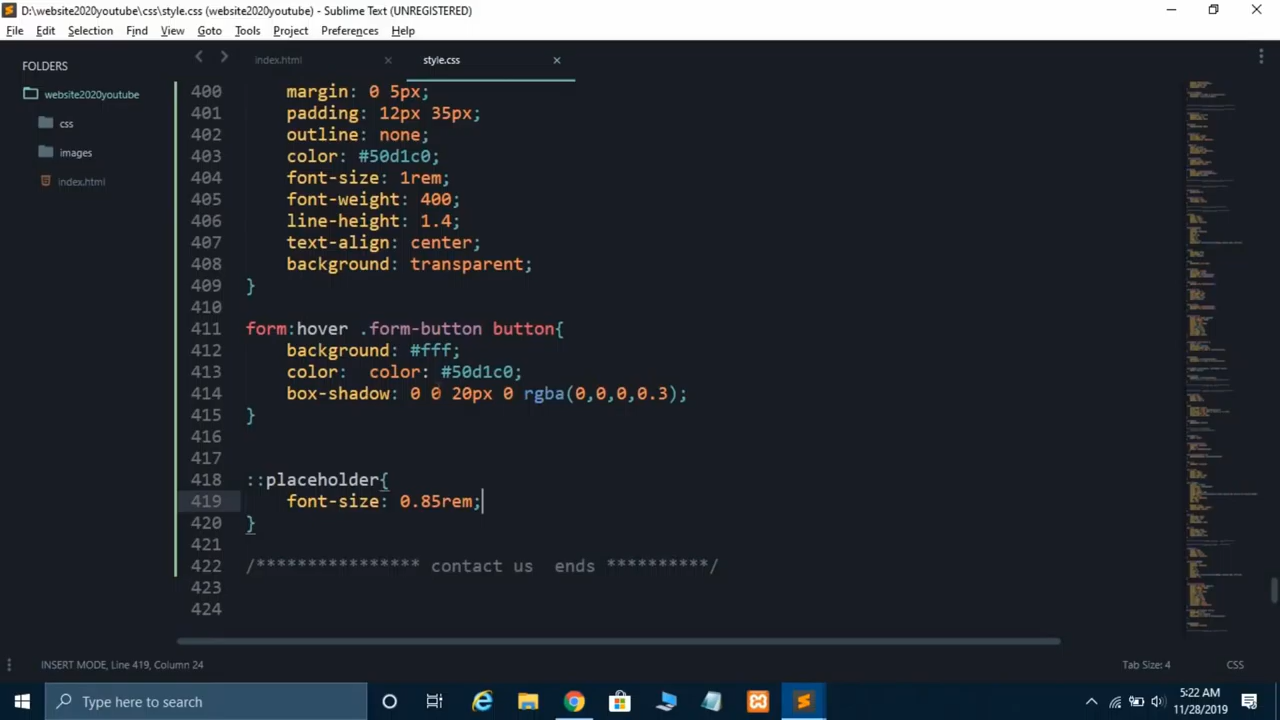 D:\website2020youtube\css\style.css (website2020youtube) - Sublime Text (UNREGISTERED)
File Edit Selection Find View Goto Tools Project Preferences Help
FOLDERS
website2020youtube
css
images
index.html
index.html style.css
400 margin: 0 5px;
401 padding: 12px 35px;
402 outline: none;
403 color: #50d1c0;
404 font-size: 1rem;
405 font-weight: 400;
406 line-height: 1.4;
407 text-align: center;
408 background: transparent;
409 }
410
411 form:hover .form-button button{
412 background: #fff;
413 color:  color: #50d1c0;
414 box-shadow: 0 0 20px 0 rgba(0,0,0,0.3);
415 }
416
417
418 ::placeholder{
419 font-size: 0.85rem;
420 }
421
422 /**************** contact us  ends **********/
423
424
INSERT MODE, Line 419, Column 24 Tab Size: 4 CSS
Type here to search
5:22 AM
11/28/2019